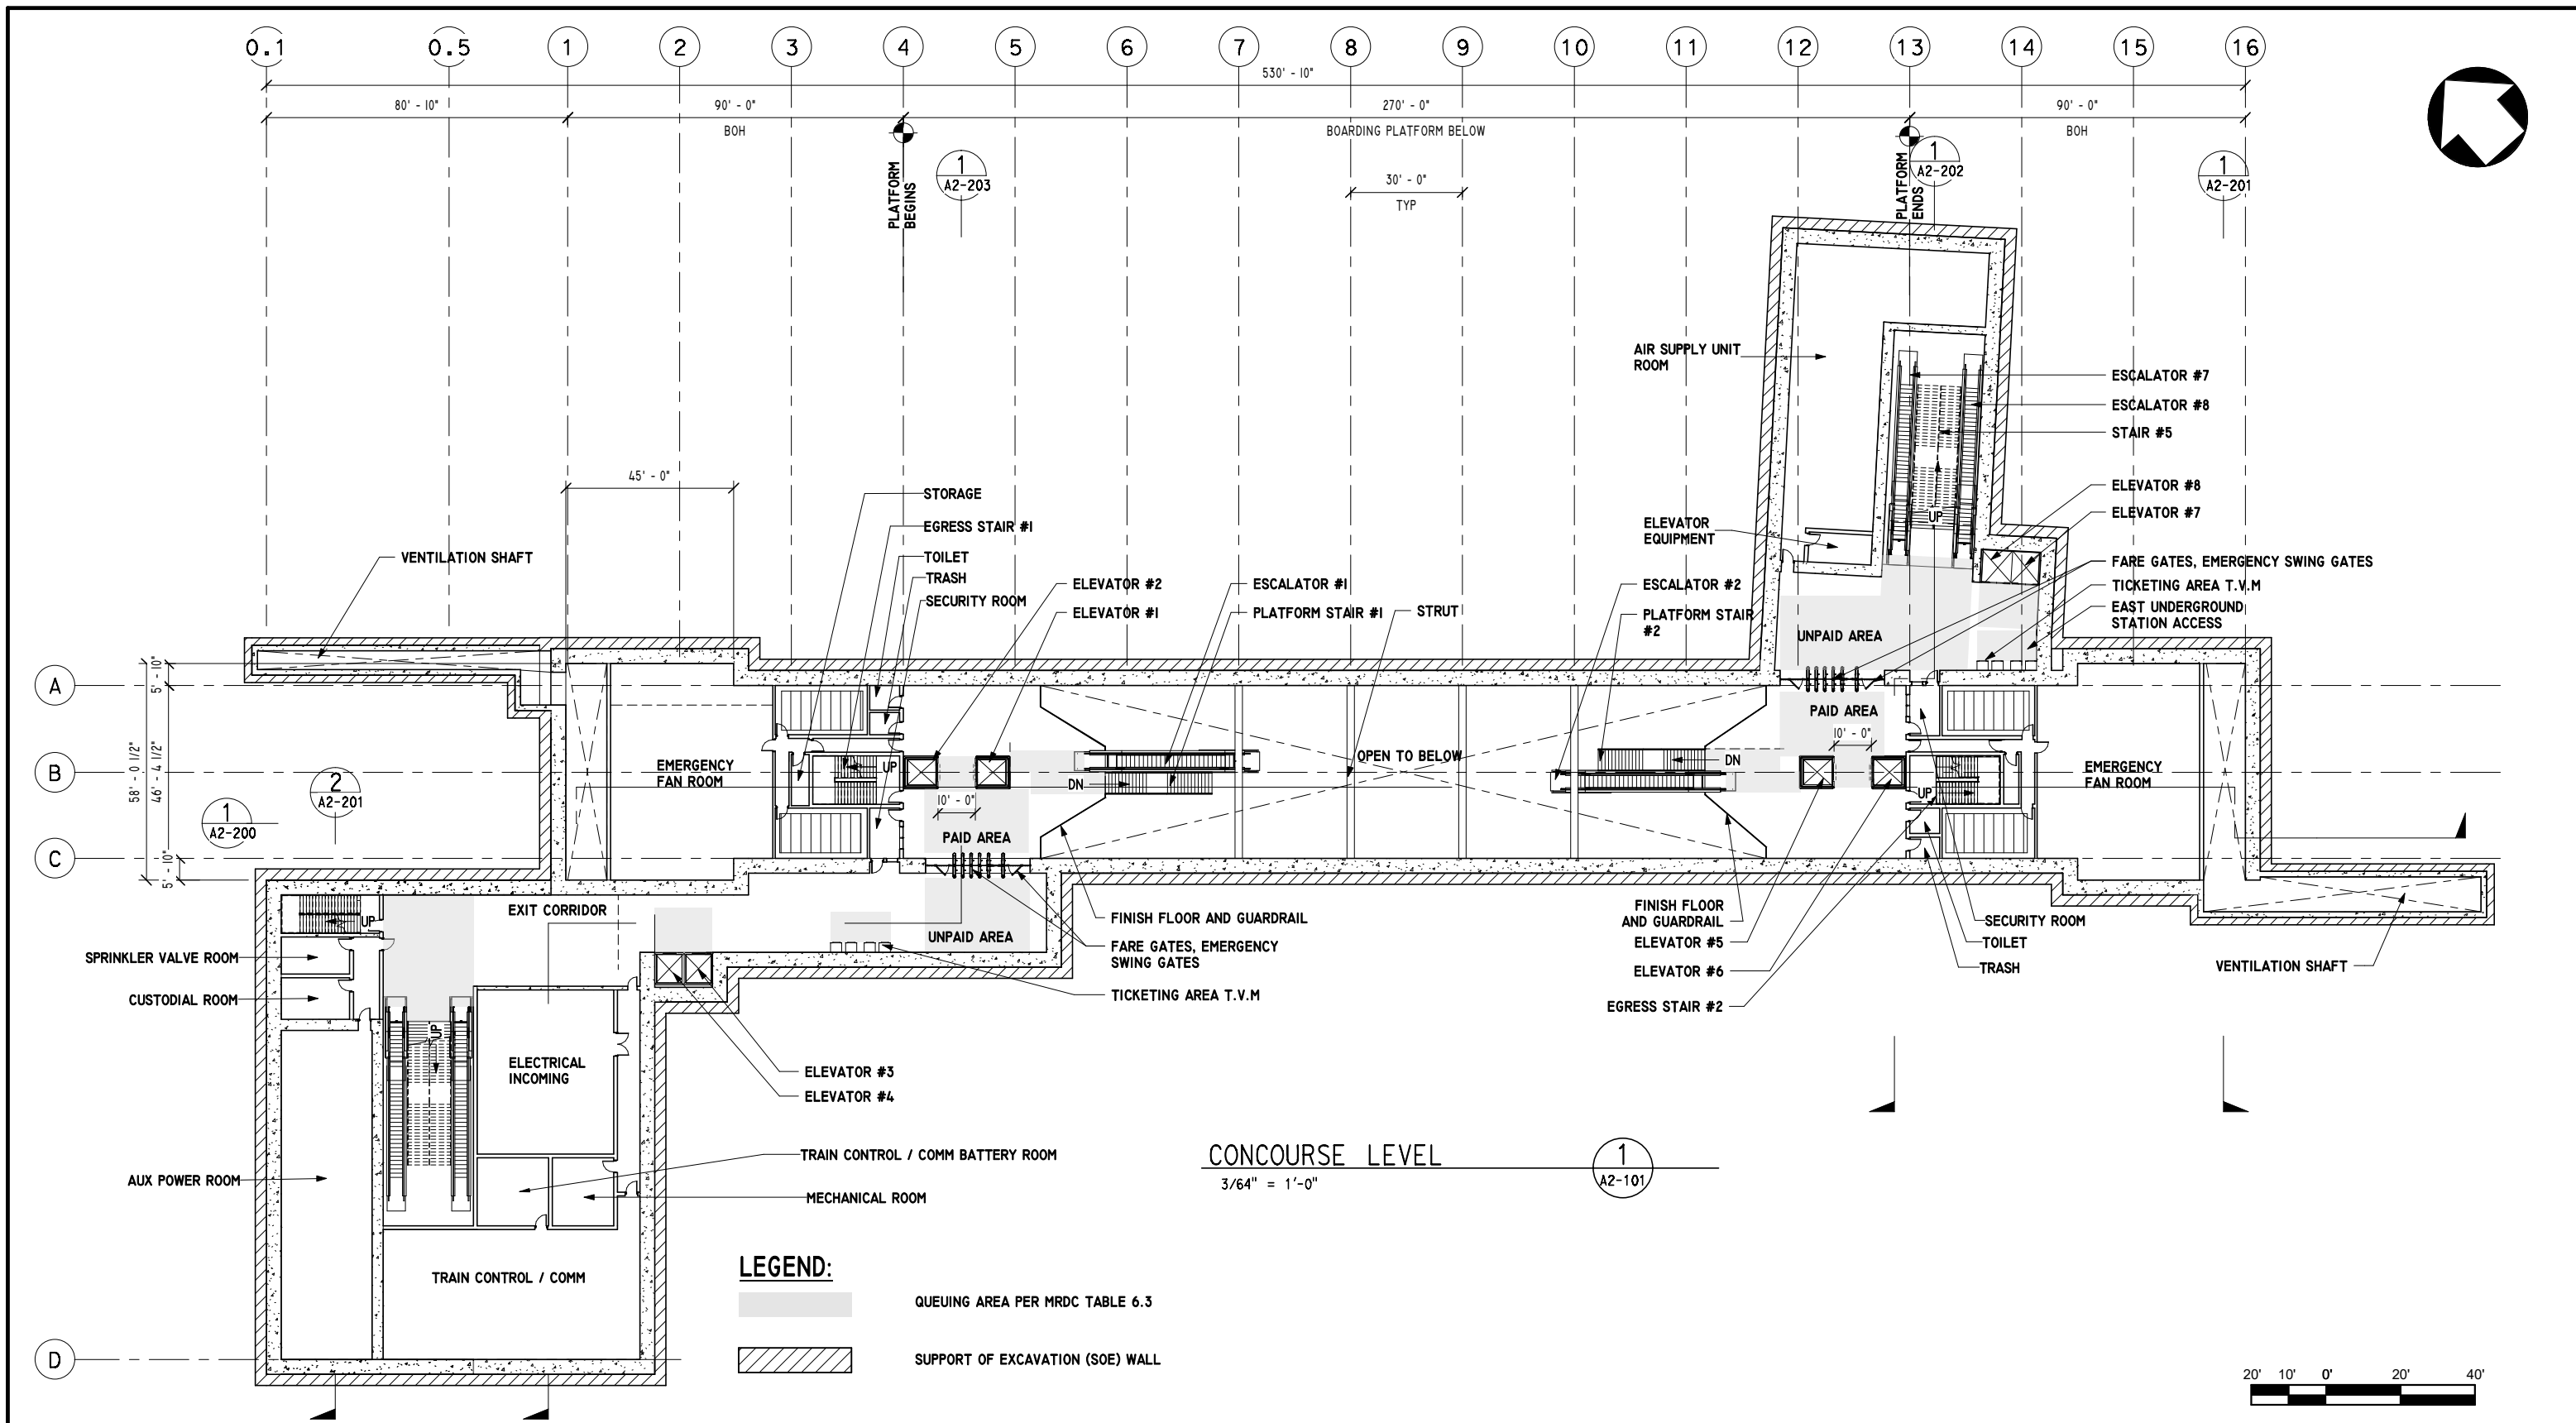 0.1 0.5 1 2 3 4 5 6 7 8 9 10 11 12 13 14 15 16
530' - 10"
80' - 10" 90' - 0" 270' - 0" 90' - 0"
BOH BOARDING PLATFORM BELOW BOH
PLATFORM
BEGINS
1
A2-203
30' - 0"
TYP
PLATFORM
ENDS
1
A2-202
1
A2-201
AIR SUPPLY UNIT
ROOM
ESCALATOR #7
ESCALATOR #8
STAIR #5
ELEVATOR #8
ELEVATOR #7
UP
ELEVATOR
EQUIPMENT
FARE GATES, EMERGENCY SWING GATES
TICKETING AREA T.V.M
EAST UNDERGROUND
STATION ACCESS
45' - 0"
STORAGE
EGRESS STAIR #1
TOILET
TRASH
SECURITY ROOM
VENTILATION SHAFT
ELEVATOR #2
ELEVATOR #1
ESCALATOR #1
PLATFORM STAIR #1
STRUT
ESCALATOR #2
PLATFORM STAIR
#2
UNPAID AREA
PAID AREA
10' - 0"
A
B
C
D
5' - 10"
58' - 0 1/2"
46' - 4 1/2"
5' - 10"
2
A2-201
1
A2-200
EMERGENCY
FAN ROOM
UP
10' - 0"
PAID AREA
DN
OPEN TO BELOW
DN
UP
EMERGENCY
FAN ROOM
EXIT CORRIDOR
UP
UNPAID AREA
FINISH FLOOR AND GUARDRAIL
FARE GATES, EMERGENCY
SWING GATES
TICKETING AREA T.V.M
FINISH FLOOR
AND GUARDRAIL
ELEVATOR #5
ELEVATOR #6
EGRESS STAIR #2
SECURITY ROOM
TOILET
TRASH
VENTILATION SHAFT
SPRINKLER VALVE ROOM
CUSTODIAL ROOM
UP
ELECTRICAL
INCOMING
ELEVATOR #3
ELEVATOR #4
TRAIN CONTROL / COMM BATTERY ROOM
AUX POWER ROOM
MECHANICAL ROOM
TRAIN CONTROL / COMM
CONCOURSE LEVEL
3/64" = 1'-0"
1
A2-101
LEGEND:
QUEUING AREA PER MRDC TABLE 6.3
SUPPORT OF EXCAVATION (SOE) WALL
20' 10' 0' 20' 40'